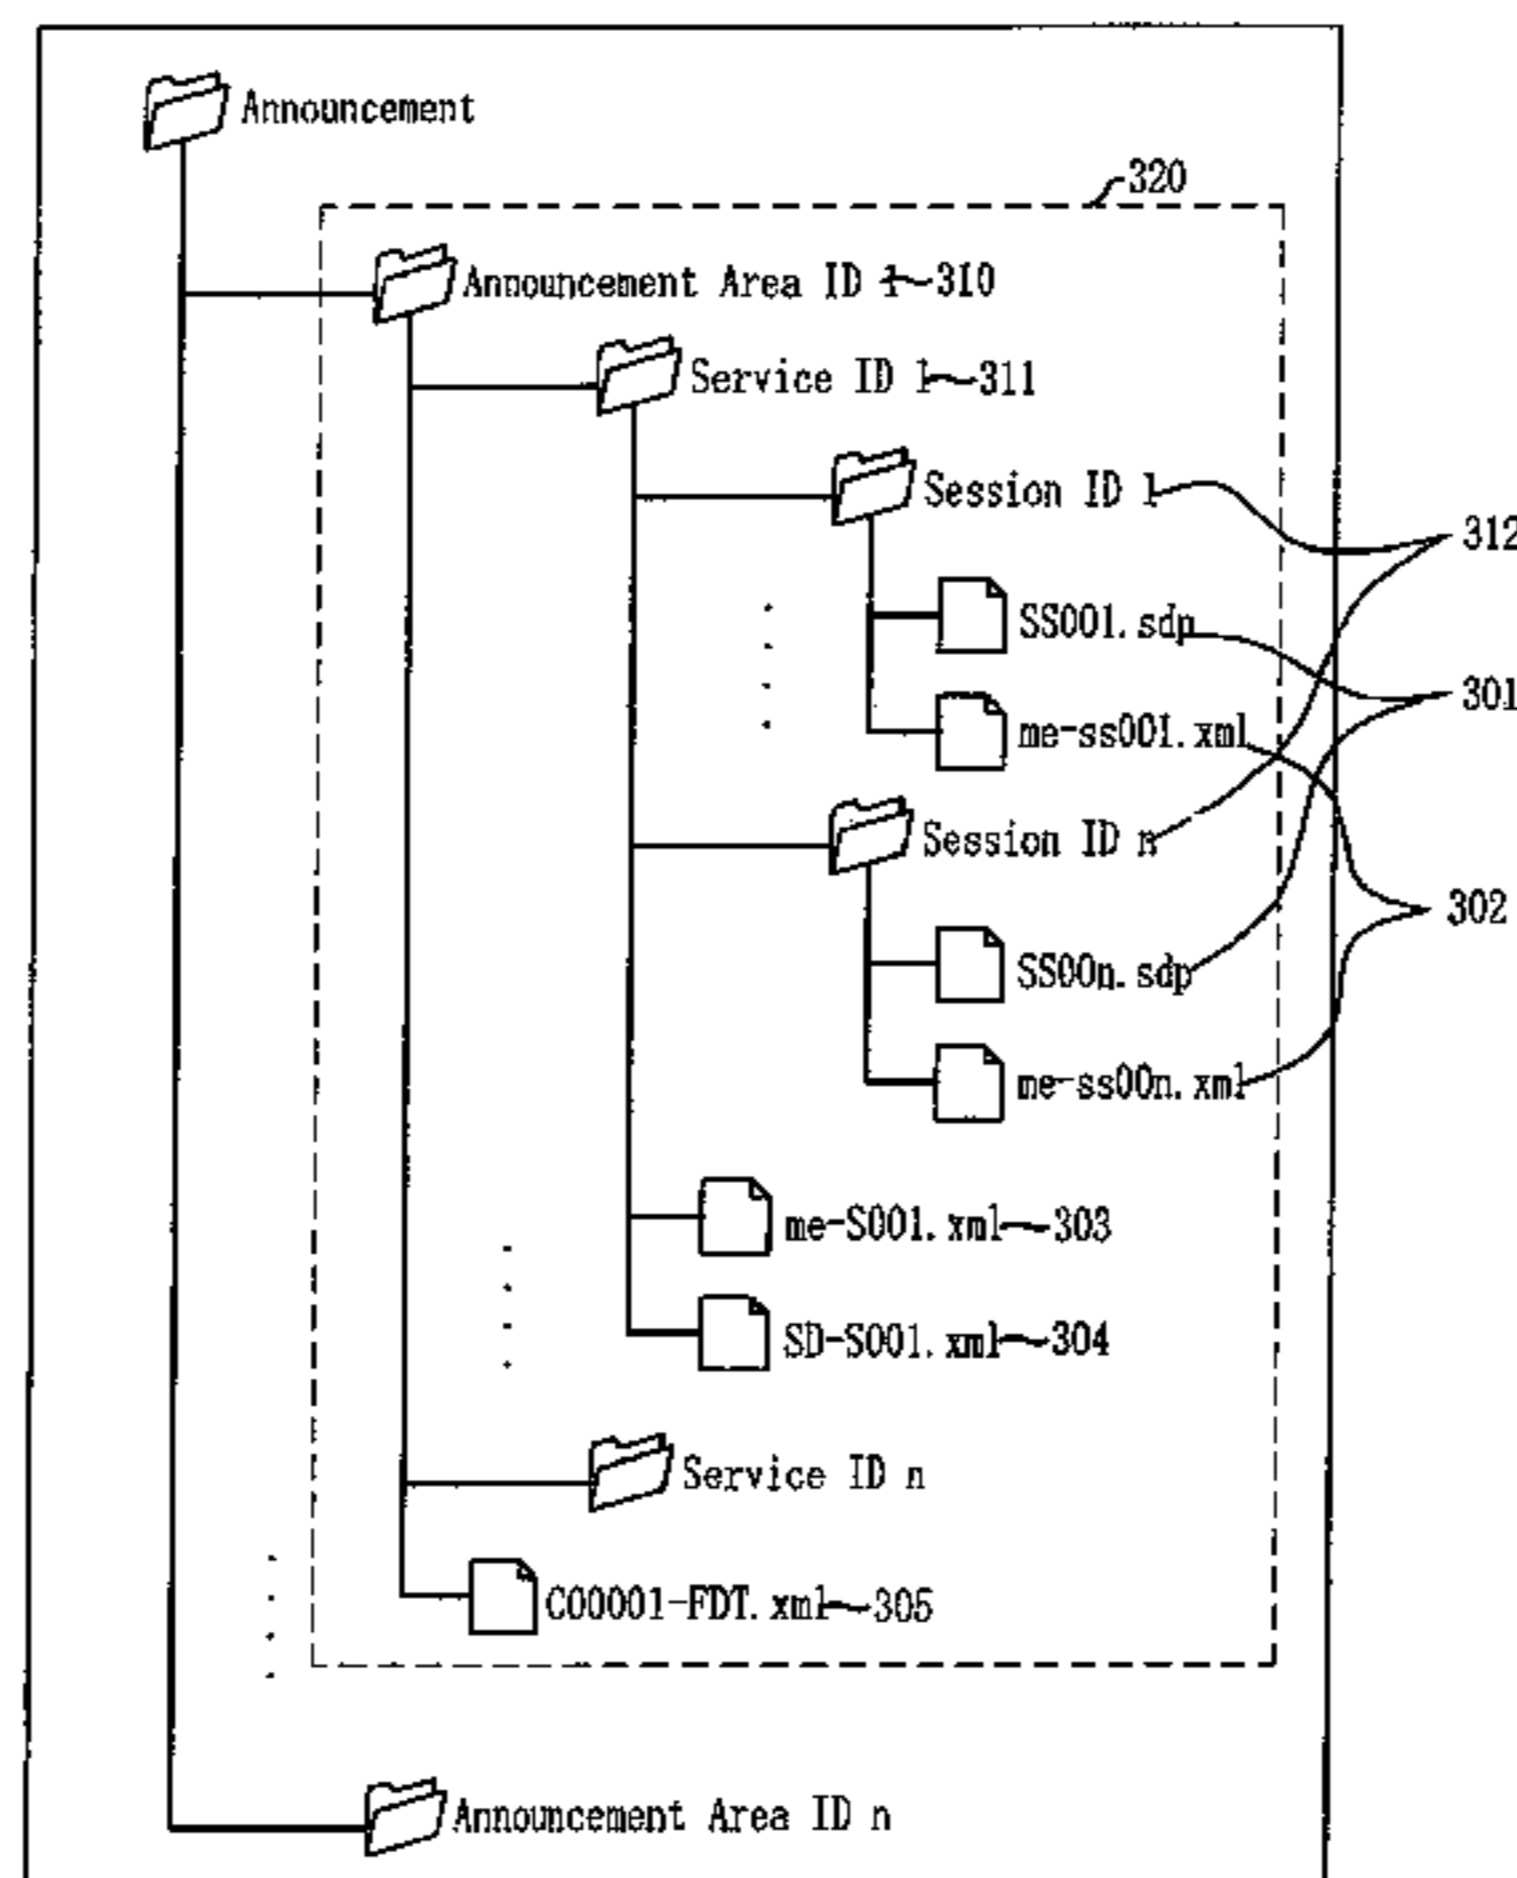 Announcement
320
Announcement Area ID 1 310
Service ID 1 311
Session ID 1
312
SS001.sdp
301
me-ss001.xml
Session ID n
302
SS00n.sdp
me-ss00n.xml
me-S001.xml 303
SD-S001.xml 304
Service ID n
C00001-FDT.xml 305
Announcement Area ID n